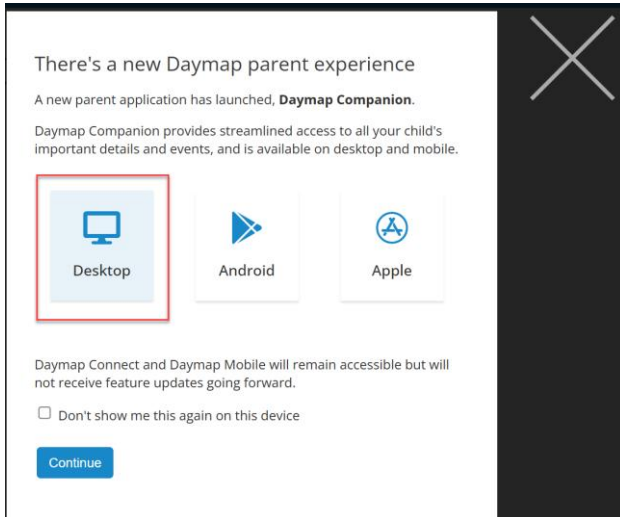 There's a new Daymap parent experience
A new parent application has launched, Daymap Companion.
Daymap Companion provides streamlined access to all your child's
important details and events, and is available on desktop and mobile.
Desktop Android Apple
Daymap Connect and Daymap Mobile will remain accessible but will
not receive feature updates going forward.
Don't show me this again on this device
Continue